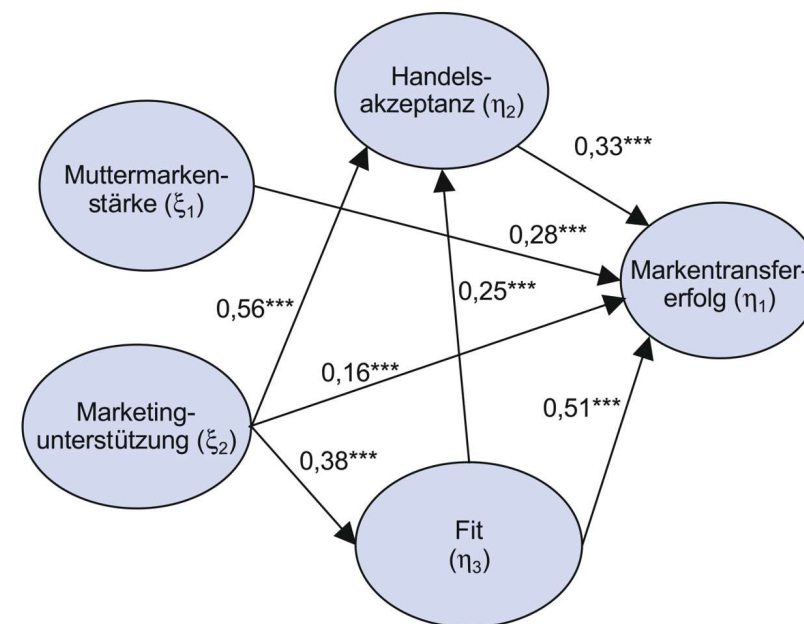 Handels-
akzeptanz (η₂)
0,33***
Muttermarken-
stärke (ξ₁)
0,28***
Markentransfer-
erfolg (η₁)
0,25***
0,56***
0,16***
Marketing-
unterstützung (ξ₂)
0,51***
0,38***
Fit
(η₃)